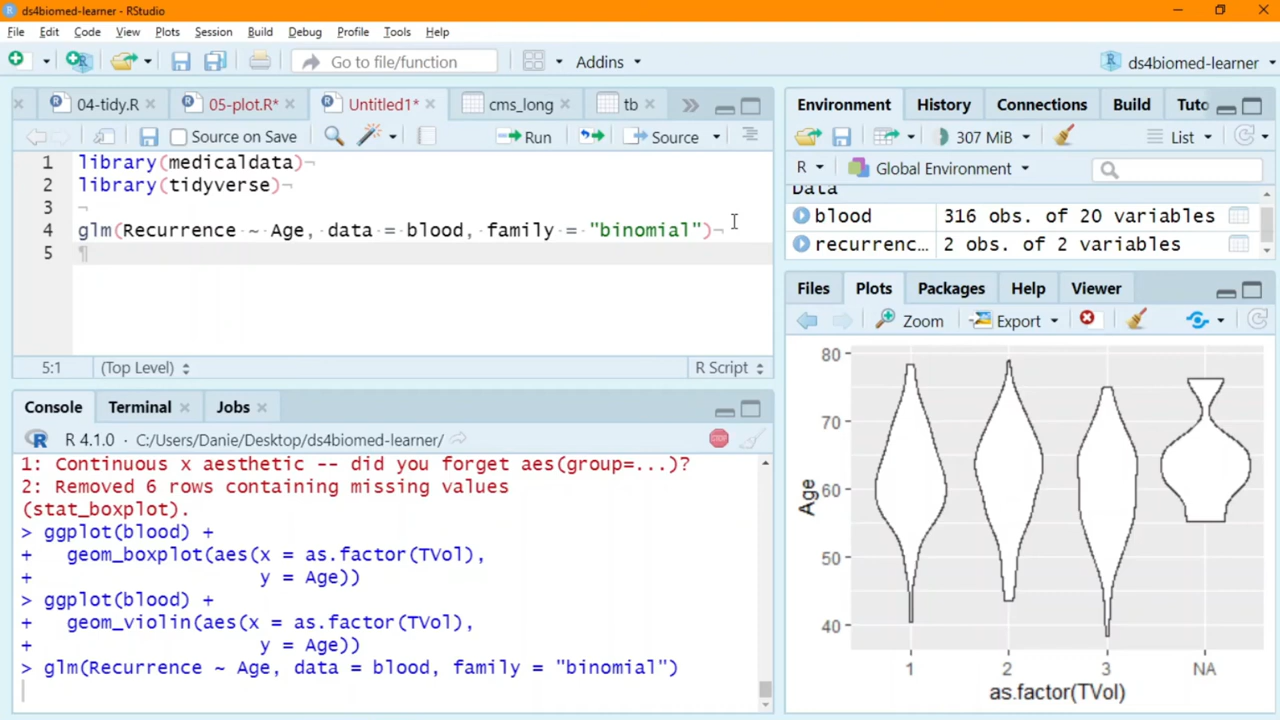 ds4biomed-learner - RStudio
File Edit Code View Plots Session Build Debug Profile Tools Help
Go to file/function Addins ds4biomed-learner
04-tidy.R 05-plot.R* Untitled1* cms_long tb
Source on Save Run Source
1 library(medicaldata)¬
2 library(tidyverse)¬
3 ¬
4 glm(Recurrence ~ Age, data = blood, family = "binomial")¬
5 ¶
5:1 (Top Level) R Script
Console Terminal Jobs
R 4.1.0 · C:/Users/Danie/Desktop/ds4biomed-learner/
1: Continuous x aesthetic -- did you forget aes(group=...)?
2: Removed 6 rows containing missing values
(stat_boxplot).
> ggplot(blood) +
+   geom_boxplot(aes(x = as.factor(TVol),
+                    y = Age))
> ggplot(blood) +
+   geom_violin(aes(x = as.factor(TVol),
+                   y = Age))
> glm(Recurrence ~ Age, data = blood, family = "binomial")
Environment History Connections Build Tuto
307 MiB List
R Global Environment
Data
blood 316 obs. of 20 variables
recurrenc... 2 obs. of 2 variables
Files Plots Packages Help Viewer
Zoom Export
80
70
60
50
40
Age
1 2 3 NA
as.factor(TVol)